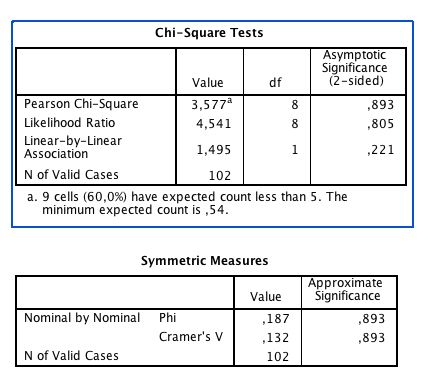 Chi-Square Tests
Value df Asymptotic Significance (2-sided)
Pearson Chi-Square 3,577a 8 ,893
Likelihood Ratio 4,541 8 ,805
Linear-by-Linear Association 1,495 1 ,221
N of Valid Cases 102
a. 9 cells (60,0%) have expected count less than 5. The
minimum expected count is ,54.
Symmetric Measures
Value Approximate Significance
Nominal by Nominal Phi ,187 ,893
Cramer's V ,132 ,893
N of Valid Cases 102